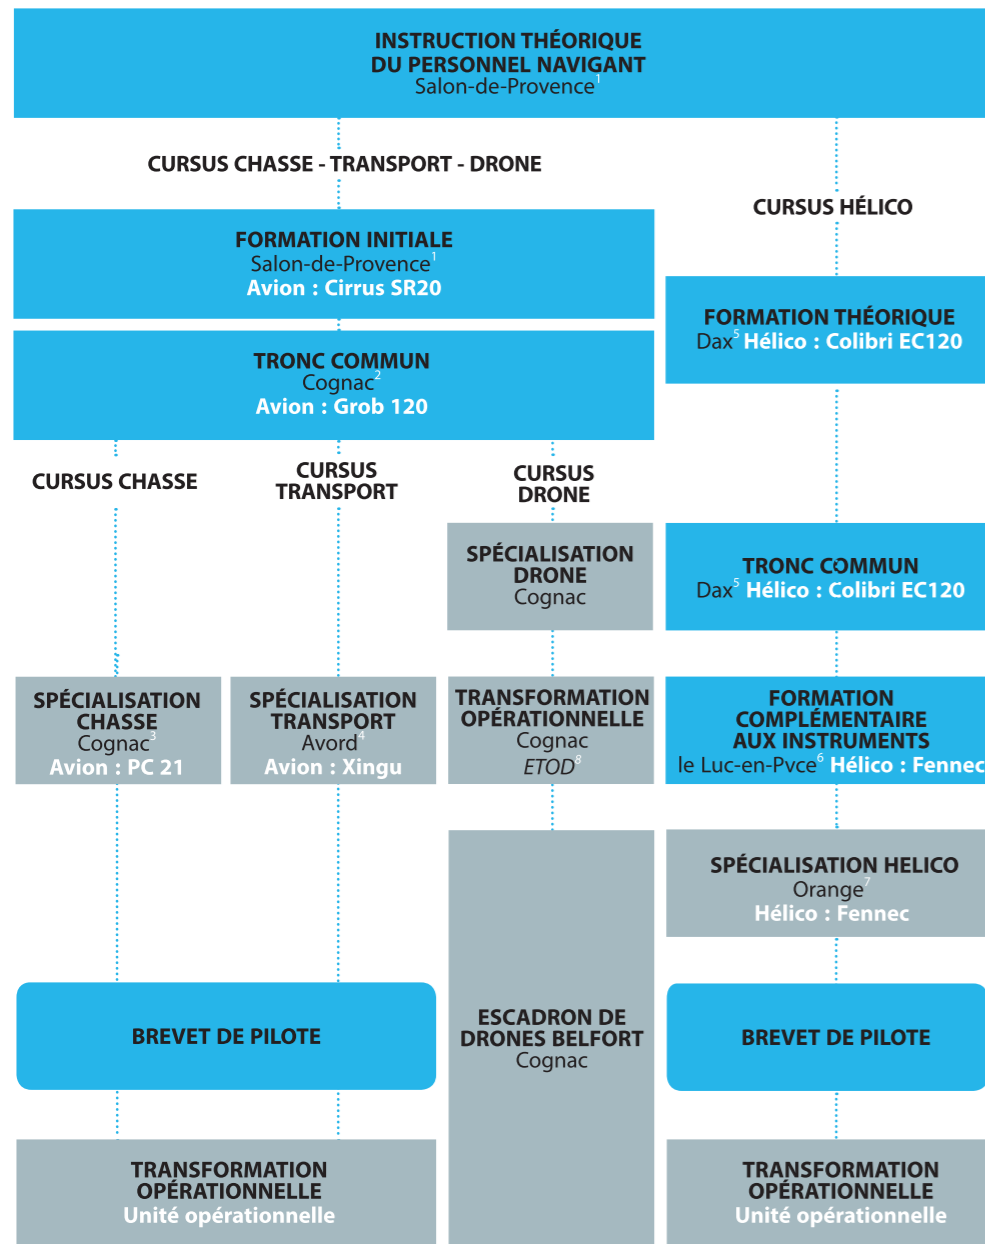 INSTRUCTION THÉORIQUE
DU PERSONNEL NAVIGANT
Salon-de-Provence¹
CURSUS CHASSE - TRANSPORT - DRONE
FORMATION INITIALE
Salon-de-Provence¹
Avion : Cirrus SR20
TRONC COMMUN
Cognac²
Avion : Grob 120
CURSUS CHASSE
SPÉCIALISATION
CHASSE
Cognac³
Avion : PC 21
CURSUS
TRANSPORT
SPÉCIALISATION
TRANSPORT
Avord⁴
Avion : Xingu
BREVET DE PILOTE
TRANSFORMATION
OPÉRATIONNELLE
Unité opérationnelle
CURSUS
DRONE
SPÉCIALISATION
DRONE
Cognac
TRANSFORMATION
OPÉRATIONNELLE
Cognac
ETOD⁸
ESCADRON DE
DRONES BELFORT
Cognac
CURSUS HÉLICO
FORMATION THÉORIQUE
Dax⁵ Hélico : Colibri EC120
TRONC COMMUN
Dax⁵ Hélico : Colibri EC120
FORMATION
COMPLÉMENTAIRE
AUX INSTRUMENTS
le Luc-en-Pvce⁶ Hélico : Fennec
SPÉCIALISATION HELICO
Orange⁷
Hélico : Fennec
BREVET DE PILOTE
TRANSFORMATION
OPÉRATIONNELLE
Unité opérationnelle